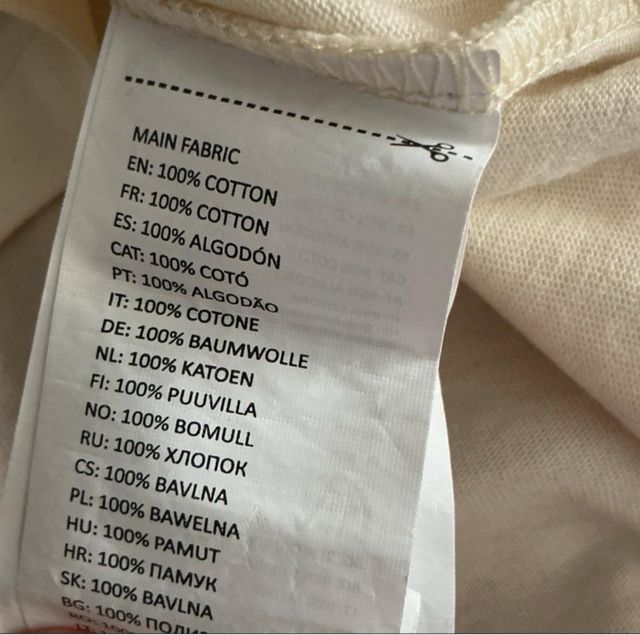 MAIN FABRIC
EN: 100% COTTON
FR: 100% COTTON
ES: 100% ALGODÓN
CAT: 100% COTÓ
PT: 100% ALGODÃO
IT: 100% COTONE
DE: 100% BAUMWOLLE
NL: 100% KATOEN
FI: 100% PUUVILLA
NO: 100% BOMULL
RU: 100% ХЛОПОК
CS: 100% BAVLNA
PL: 100% BAWELNA
HU: 100% PAMUT
HR: 100% ПАМУК
SK: 100% BAVLNA
BG: 100%